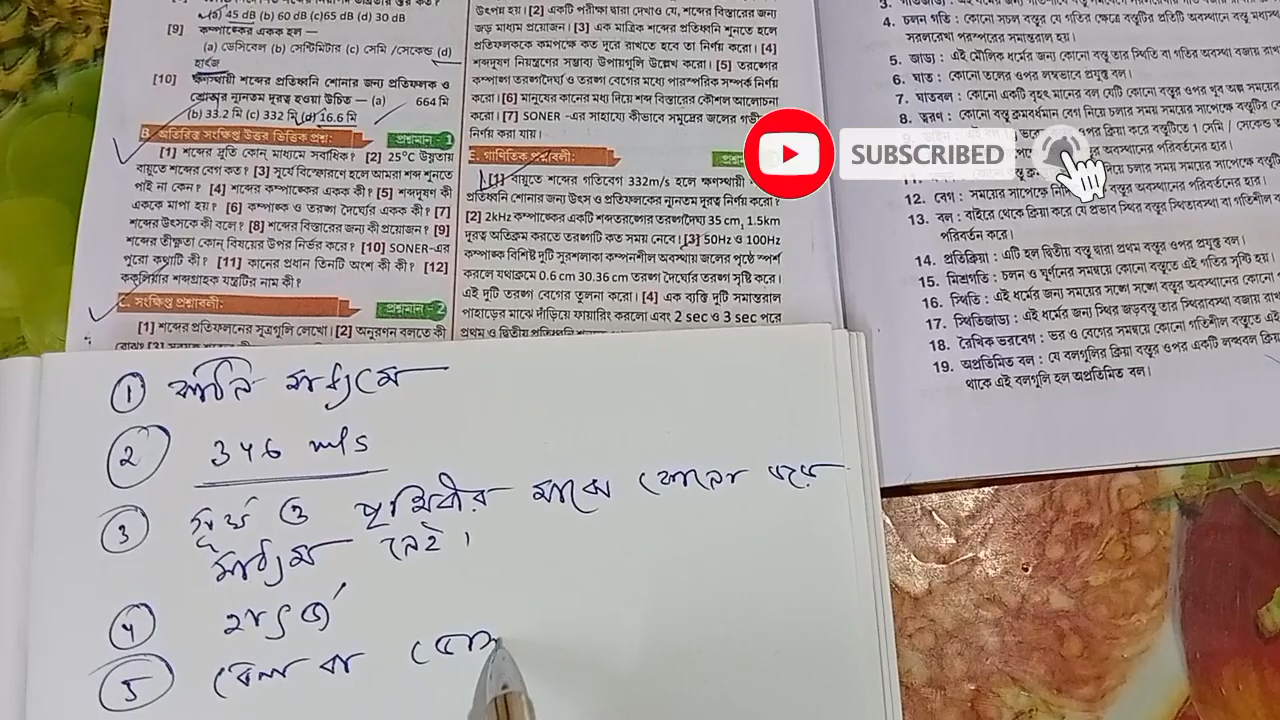 (a) 45 dB (b) 60 dB (c)65 dB (d) 30 dB
[9] কম্পাঙ্কের একক হল —
(a) ডেসিবেল (b) সেন্টিমিটার (c) সেমি /সেকেন্ড (d)
হার্ৎজ
[10] ক্ষণস্থায়ী শব্দের প্রতিধ্বনি শোনার জন্য প্রতিফলক ও
শ্রোতার ন্যূনতম দূরত্ব হওয়া উচিত — (a) 664 মি
(b) 33.2 মি (c) 332 মি (d) 16.6 মি
B. অতিরিক্ত সংক্ষিপ্ত উত্তর ভিত্তিক প্রশ্ন: প্রশ্নমান - 1
[1] শব্দের দ্রুতি কোন্ মাধ্যমে সর্বাধিক? [2] 25°C উষ্ণতায়
বায়ুতে শব্দের বেগ কত? [3] সূর্যে বিস্ফোরণে হলে আমরা শব্দ শুনতে
পাই না কেন? [4] শব্দের কম্পাঙ্কের একক কী? [5] শব্দদূষণ কী
এককে মাপা হয়? [6] কম্পাঙ্ক ও তরঙ্গ দৈর্ঘ্যের একক কী? [7]
শব্দের উৎসকে কী বলে? [8] শব্দের বিস্তারের জন্য কী প্রয়োজন? [9]
শব্দের তীক্ষ্ণতা কোন্ বিষয়ের উপর নির্ভর করে? [10] SONER-এর
পুরো কথাটি কী? [11] কানের প্রধান তিনটি অংশ কী কী? [12]
ককলিয়ার শব্দগ্রাহক যন্ত্রটির নাম কী?
C. সংক্ষিপ্ত প্রশ্নাবলী: প্রশ্নমান - 2
[1] শব্দের প্রতিফলনের সূত্রগুলি লেখো। [2] অনুরণন বলতে কী
উৎপন্ন হয়। [2] একটি পরীক্ষা দ্বারা দেখাও যে, শব্দের বিস্তারের জন্য
জড় মাধ্যম প্রয়োজন। [3] এক মাত্রিক শব্দের প্রতিধ্বনি শুনতে হলে
প্রতিফলককে কমপক্ষে কত দূরে রাখতে হবে তা নির্ণয় করো। [4]
শব্দদূষণ নিয়ন্ত্রণের সম্ভাব্য উপায়গুলি উল্লেখ করো। [5] তরঙ্গের
কম্পাঙ্ক তরঙ্গদৈর্ঘ্য ও তরঙ্গ বেগের মধ্যে পারস্পরিক সম্পর্ক নির্ণয়
করো। [6] মানুষের কানের মধ্য দিয়ে শব্দ বিস্তারের কৌশল আলোচনা
করো। [7] SONER -এর সাহায্যে কীভাবে সমুদ্রের জলের
নির্ণয় করা যায়।
E. গাণিতিক প্রশ্নাবলী:
[1] বায়ুতে শব্দের গতিবেগ 332m/s হলে ক্ষণস্থায়ী
প্রতিধ্বনি শোনার জন্য উৎস ও প্রতিফলকের ন্যূনতম দূরত্ব নির্ণয় করো?
[2] 2kHz কম্পাঙ্কের একটি শব্দতরঙ্গের তরঙ্গদৈর্ঘ্য 35 cm, 1.5km
দূরত্ব অতিক্রম করতে তরঙ্গটি কত সময় নেবে। [3] 50Hz ও 100Hz
কম্পাঙ্ক বিশিষ্ট দুটি সুরশলাকা কম্পনশীল অবস্থায় জলের পৃষ্ঠে স্পর্শ
করলে যথাক্রমে 0.6 cm 30.36 cm তরঙ্গ দৈর্ঘ্যের তরঙ্গ সৃষ্টি করে।
এই দুটি তরঙ্গ বেগের তুলনা করো। [4] এক ব্যক্তি দুটি সমান্তরাল
পাহাড়ের মাঝে দাঁড়িয়ে ফায়ারিং করলো এবং 2 sec ও 3 sec পরে
প্রথম ও দ্বিতীয়
4. চলন গতি : কোনো সচল বস্তুর যে গতির ক্ষেত্রে বস্তুটির প্রতিটি অবস্থানে বস্তু
সরলরেখা পরস্পরের সমান্তরাল হয়।
5. জাড্য : এই মৌলিক ধর্মের জন্য কোনো বস্তু তার স্থিতি বা গতির অবস্থা বজায়
6. ঘাত : কোনো তলের ওপর লম্বভাবে প্রযুক্ত বল।
7. ঘাতবল : কোনো একটি বৃহৎ মানের বল যেটি কোনো বস্তুর ওপর খুব অল্প সময়ের
8. ত্বরণ : কোনো বস্তু ক্রমবর্ধমান বেগ নিয়ে চলার সময় সময়ের সাপেক্ষে বস্তুটির
SUBSCRIBED
12. বেগ : সময়ের সাপেক্ষে বস্তুর অবস্থানের পরিবর্তনের হার।
13. বল : বাইরে থেকে ক্রিয়া করে যে প্রভাব স্থির বস্তুর স্থিতাবস্থা বা গতিশীল
পরিবর্তন করে।
14. প্রতিক্রিয়া : এটি হল দ্বিতীয় বস্তু দ্বারা প্রথম বস্তুর ওপর প্রযুক্ত বল।
15. মিশ্রগতি : চলন ও ঘূর্ণনের সমন্বয়ে কোনো বস্তুতে এই গতির সৃষ্টি হয়।
16. স্থিতি : এই ধর্মের জন্য সময়ের সঙ্গে সঙ্গে বস্তুর অবস্থানের কোনো
17. স্থিতিজাড্য : এই ধর্মের জন্য স্থির জড়বস্তু তার স্থিরাবস্থা বজায়
18. রৈখিক ভরবেগ : ভর ও বেগের সমন্বয়ে কোনো গতিশীল বস্তুতে
19. অপ্রতিমিত বল : যে বলগুলির ক্রিয়া বস্তুর ওপর একটি লব্ধবল
থাকে এই বলগুলি হল অপ্রতিমিত বল।
① কঠিন মাধ্যমে
② 346 m/s
③ সূর্য ও পৃথিবীর মাঝে কোনো জড়
মাধ্যম নেই।
④ হার্ৎজ
⑤ বেল বা